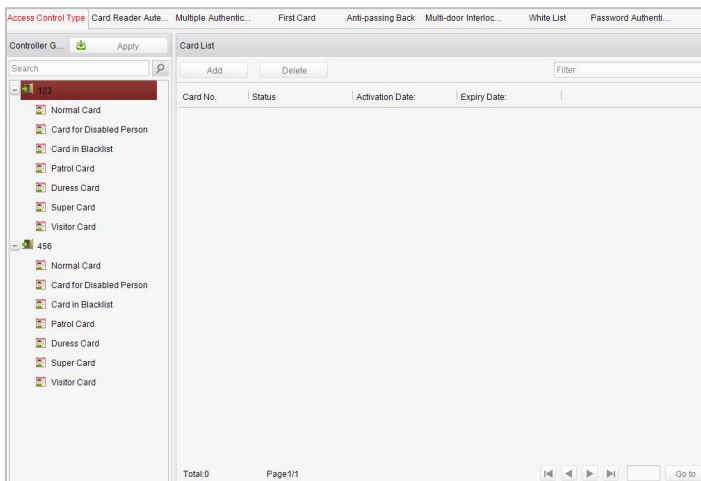 Access Control Type Card Reader Aute... Multiple Authentic... First Card Anti-passing Back Multi-door Interloc... White List Password Authenti...
Controller G... Apply
Search
123
Normal Card
Card for Disabled Person
Card in Blacklist
Patrol Card
Duress Card
Super Card
Visitor Card
456
Normal Card
Card for Disabled Person
Card in Blacklist
Patrol Card
Duress Card
Super Card
Visitor Card
Card List
Add Delete Filter
Card No. Status Activation Date: Expiry Date:
Total:0 Page1/1 Go to